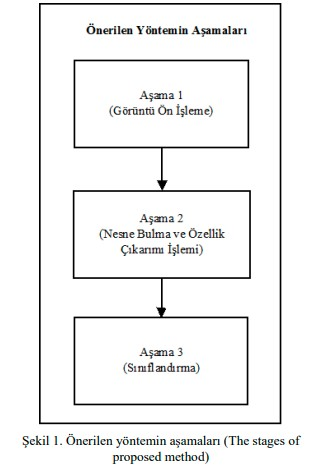 Önerilen Yöntemin Aşamaları
Aşama 1
(Görüntü Ön İşleme)
Aşama 2
(Nesne Bulma ve Özellik
Çıkarımı İşlemi)
Aşama 3
(Sınıflandırma)
Şekil 1. Önerilen yöntemin aşamaları (The stages of
proposed method)